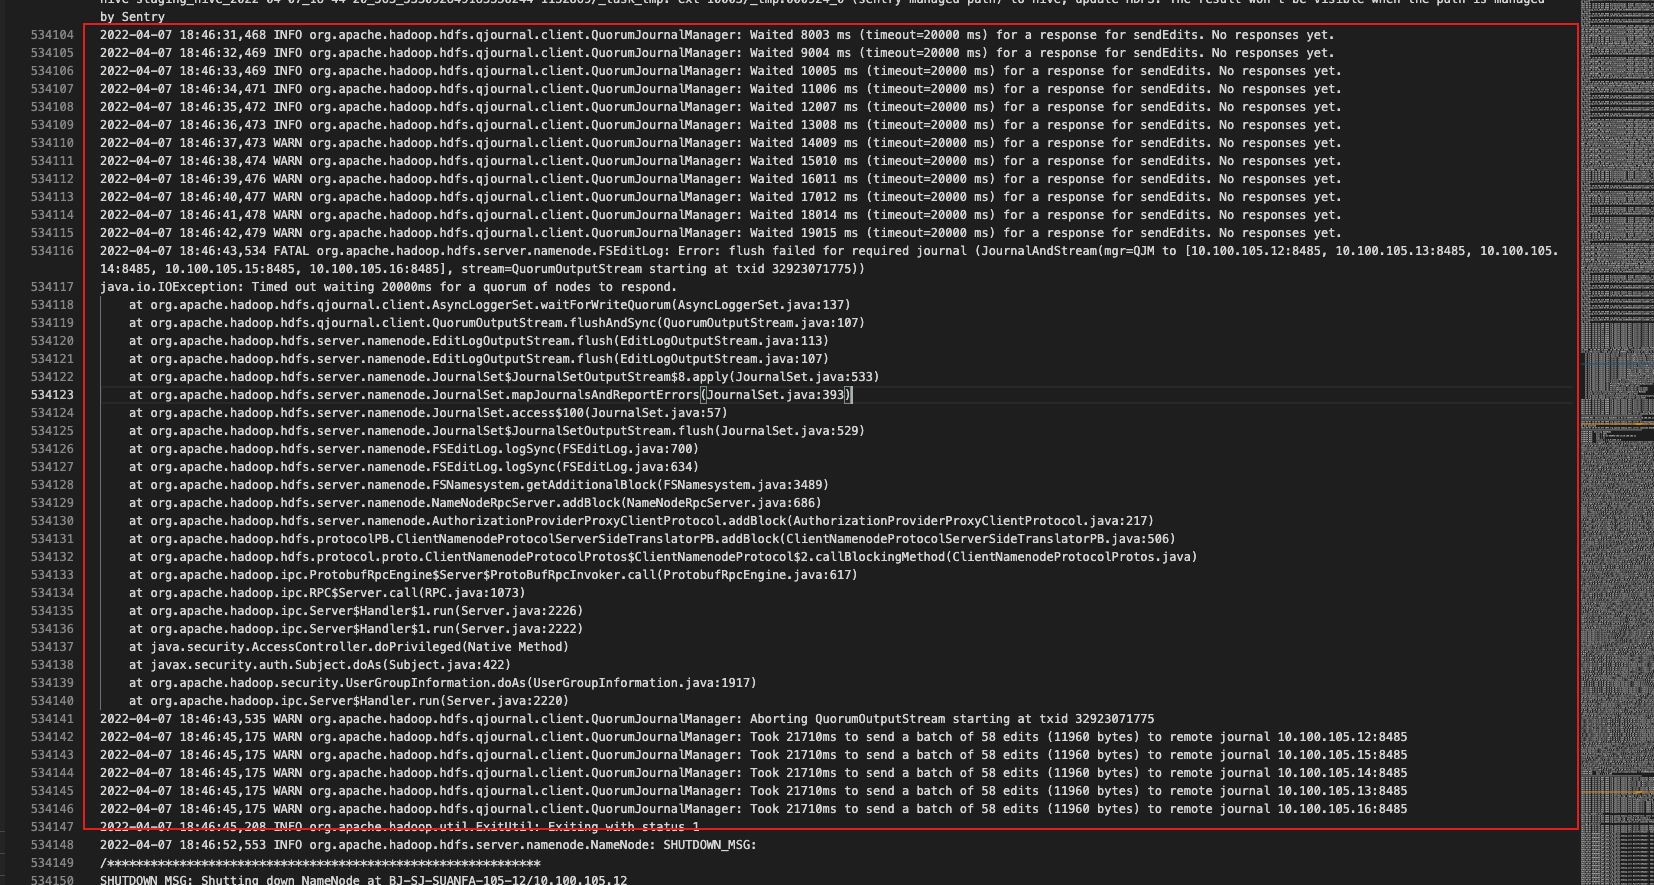 by Sentry
534104 2022-04-07 18:46:31,468 INFO org.apache.hadoop.hdfs.qjournal.client.QuorumJournalManager: Waited 8003 ms (timeout=20000 ms) for a response for sendEdits. No responses yet.
534105 2022-04-07 18:46:32,469 INFO org.apache.hadoop.hdfs.qjournal.client.QuorumJournalManager: Waited 9004 ms (timeout=20000 ms) for a response for sendEdits. No responses yet.
534106 2022-04-07 18:46:33,469 INFO org.apache.hadoop.hdfs.qjournal.client.QuorumJournalManager: Waited 10005 ms (timeout=20000 ms) for a response for sendEdits. No responses yet.
534107 2022-04-07 18:46:34,471 INFO org.apache.hadoop.hdfs.qjournal.client.QuorumJournalManager: Waited 11006 ms (timeout=20000 ms) for a response for sendEdits. No responses yet.
534108 2022-04-07 18:46:35,472 INFO org.apache.hadoop.hdfs.qjournal.client.QuorumJournalManager: Waited 12007 ms (timeout=20000 ms) for a response for sendEdits. No responses yet.
534109 2022-04-07 18:46:36,473 INFO org.apache.hadoop.hdfs.qjournal.client.QuorumJournalManager: Waited 13008 ms (timeout=20000 ms) for a response for sendEdits. No responses yet.
534110 2022-04-07 18:46:37,473 WARN org.apache.hadoop.hdfs.qjournal.client.QuorumJournalManager: Waited 14009 ms (timeout=20000 ms) for a response for sendEdits. No responses yet.
534111 2022-04-07 18:46:38,474 WARN org.apache.hadoop.hdfs.qjournal.client.QuorumJournalManager: Waited 15010 ms (timeout=20000 ms) for a response for sendEdits. No responses yet.
534112 2022-04-07 18:46:39,476 WARN org.apache.hadoop.hdfs.qjournal.client.QuorumJournalManager: Waited 16011 ms (timeout=20000 ms) for a response for sendEdits. No responses yet.
534113 2022-04-07 18:46:40,477 WARN org.apache.hadoop.hdfs.qjournal.client.QuorumJournalManager: Waited 17012 ms (timeout=20000 ms) for a response for sendEdits. No responses yet.
534114 2022-04-07 18:46:41,478 WARN org.apache.hadoop.hdfs.qjournal.client.QuorumJournalManager: Waited 18014 ms (timeout=20000 ms) for a response for sendEdits. No responses yet.
534115 2022-04-07 18:46:42,479 WARN org.apache.hadoop.hdfs.qjournal.client.QuorumJournalManager: Waited 19015 ms (timeout=20000 ms) for a response for sendEdits. No responses yet.
534116 2022-04-07 18:46:43,534 FATAL org.apache.hadoop.hdfs.server.namenode.FSEditLog: Error: flush failed for required journal (JournalAndStream(mgr=QJM to [10.100.105.12:8485, 10.100.105.13:8485, 10.100.105.
14:8485, 10.100.105.15:8485, 10.100.105.16:8485], stream=QuorumOutputStream starting at txid 32923071775))
534117 java.io.IOException: Timed out waiting 20000ms for a quorum of nodes to respond.
534118 at org.apache.hadoop.hdfs.qjournal.client.AsyncLoggerSet.waitForWriteQuorum(AsyncLoggerSet.java:137)
534119 at org.apache.hadoop.hdfs.qjournal.client.QuorumOutputStream.flushAndSync(QuorumOutputStream.java:107)
534120 at org.apache.hadoop.hdfs.server.namenode.EditLogOutputStream.flush(EditLogOutputStream.java:113)
534121 at org.apache.hadoop.hdfs.server.namenode.EditLogOutputStream.flush(EditLogOutputStream.java:107)
534122 at org.apache.hadoop.hdfs.server.namenode.JournalSet$JournalSetOutputStream$8.apply(JournalSet.java:533)
534123 at org.apache.hadoop.hdfs.server.namenode.JournalSet.mapJournalsAndReportErrors(JournalSet.java:393)
534124 at org.apache.hadoop.hdfs.server.namenode.JournalSet.access$100(JournalSet.java:57)
534125 at org.apache.hadoop.hdfs.server.namenode.JournalSet$JournalSetOutputStream.flush(JournalSet.java:529)
534126 at org.apache.hadoop.hdfs.server.namenode.FSEditLog.logSync(FSEditLog.java:700)
534127 at org.apache.hadoop.hdfs.server.namenode.FSEditLog.logSync(FSEditLog.java:634)
534128 at org.apache.hadoop.hdfs.server.namenode.FSNamesystem.getAdditionalBlock(FSNamesystem.java:3489)
534129 at org.apache.hadoop.hdfs.server.namenode.NameNodeRpcServer.addBlock(NameNodeRpcServer.java:686)
534130 at org.apache.hadoop.hdfs.server.namenode.AuthorizationProviderProxyClientProtocol.addBlock(AuthorizationProviderProxyClientProtocol.java:217)
534131 at org.apache.hadoop.hdfs.protocolPB.ClientNamenodeProtocolServerSideTranslatorPB.addBlock(ClientNamenodeProtocolServerSideTranslatorPB.java:506)
534132 at org.apache.hadoop.hdfs.protocol.proto.ClientNamenodeProtocolProtos$ClientNamenodeProtocol$2.callBlockingMethod(ClientNamenodeProtocolProtos.java)
534133 at org.apache.hadoop.ipc.ProtobufRpcEngine$Server$ProtoBufRpcInvoker.call(ProtobufRpcEngine.java:617)
534134 at org.apache.hadoop.ipc.RPC$Server.call(RPC.java:1073)
534135 at org.apache.hadoop.ipc.Server$Handler$1.run(Server.java:2226)
534136 at org.apache.hadoop.ipc.Server$Handler$1.run(Server.java:2222)
534137 at java.security.AccessController.doPrivileged(Native Method)
534138 at javax.security.auth.Subject.doAs(Subject.java:422)
534139 at org.apache.hadoop.security.UserGroupInformation.doAs(UserGroupInformation.java:1917)
534140 at org.apache.hadoop.ipc.Server$Handler.run(Server.java:2220)
534141 2022-04-07 18:46:43,535 WARN org.apache.hadoop.hdfs.qjournal.client.QuorumJournalManager: Aborting QuorumOutputStream starting at txid 32923071775
534142 2022-04-07 18:46:45,175 WARN org.apache.hadoop.hdfs.qjournal.client.QuorumJournalManager: Took 21710ms to send a batch of 58 edits (11960 bytes) to remote journal 10.100.105.12:8485
534143 2022-04-07 18:46:45,175 WARN org.apache.hadoop.hdfs.qjournal.client.QuorumJournalManager: Took 21710ms to send a batch of 58 edits (11960 bytes) to remote journal 10.100.105.15:8485
534144 2022-04-07 18:46:45,175 WARN org.apache.hadoop.hdfs.qjournal.client.QuorumJournalManager: Took 21710ms to send a batch of 58 edits (11960 bytes) to remote journal 10.100.105.14:8485
534145 2022-04-07 18:46:45,175 WARN org.apache.hadoop.hdfs.qjournal.client.QuorumJournalManager: Took 21710ms to send a batch of 58 edits (11960 bytes) to remote journal 10.100.105.13:8485
534146 2022-04-07 18:46:45,175 WARN org.apache.hadoop.hdfs.qjournal.client.QuorumJournalManager: Took 21710ms to send a batch of 58 edits (11960 bytes) to remote journal 10.100.105.16:8485
534147 2022-04-07 18:46:45,208 INFO org.apache.hadoop.util.ExitUtil: Exiting with status 1
534148 2022-04-07 18:46:52,553 INFO org.apache.hadoop.hdfs.server.namenode.NameNode: SHUTDOWN_MSG:
534149 /************************************************************
534150 SHUTDOWN_MSG: Shutting down NameNode at BJ-SJ-SUANFA-105-12/10.100.105.12